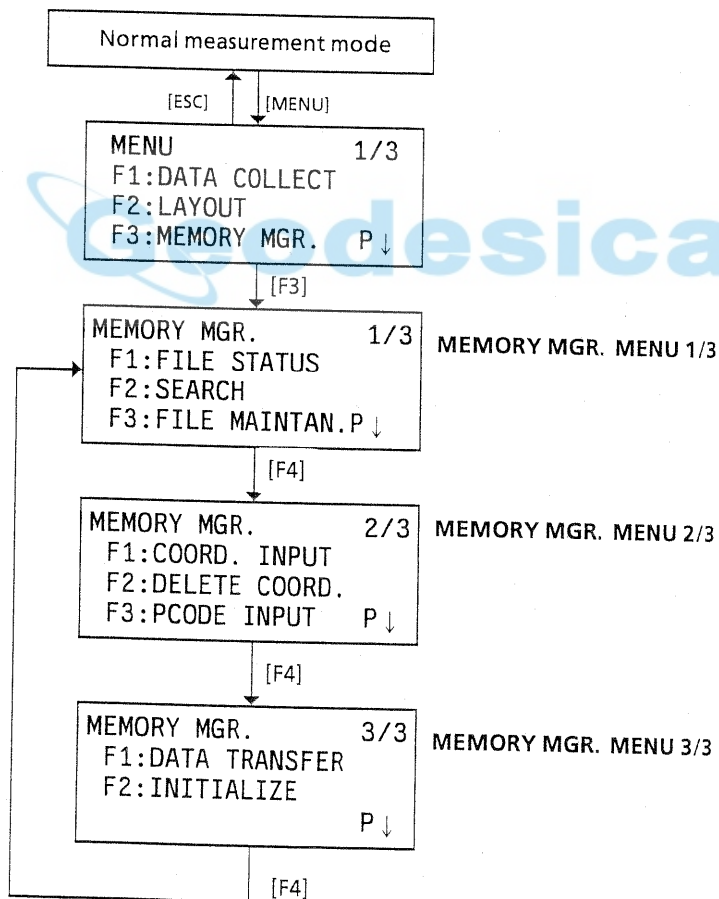 Normal measurement mode
[ESC] [MENU]
MENU 1/3
F1:DATA COLLECT
F2:LAYOUT
F3:MEMORY MGR. P↓
Geodesica
[F3]
MEMORY MGR. 1/3
MEMORY MGR. MENU 1/3
F1:FILE STATUS
F2:SEARCH
F3:FILE MAINTAN.P↓
[F4]
MEMORY MGR. 2/3
MEMORY MGR. MENU 2/3
F1:COORD. INPUT
F2:DELETE COORD.
F3:PCODE INPUT P↓
[F4]
MEMORY MGR. 3/3
MEMORY MGR. MENU 3/3
F1:DATA TRANSFER
F2:INITIALIZE
P↓
[F4]